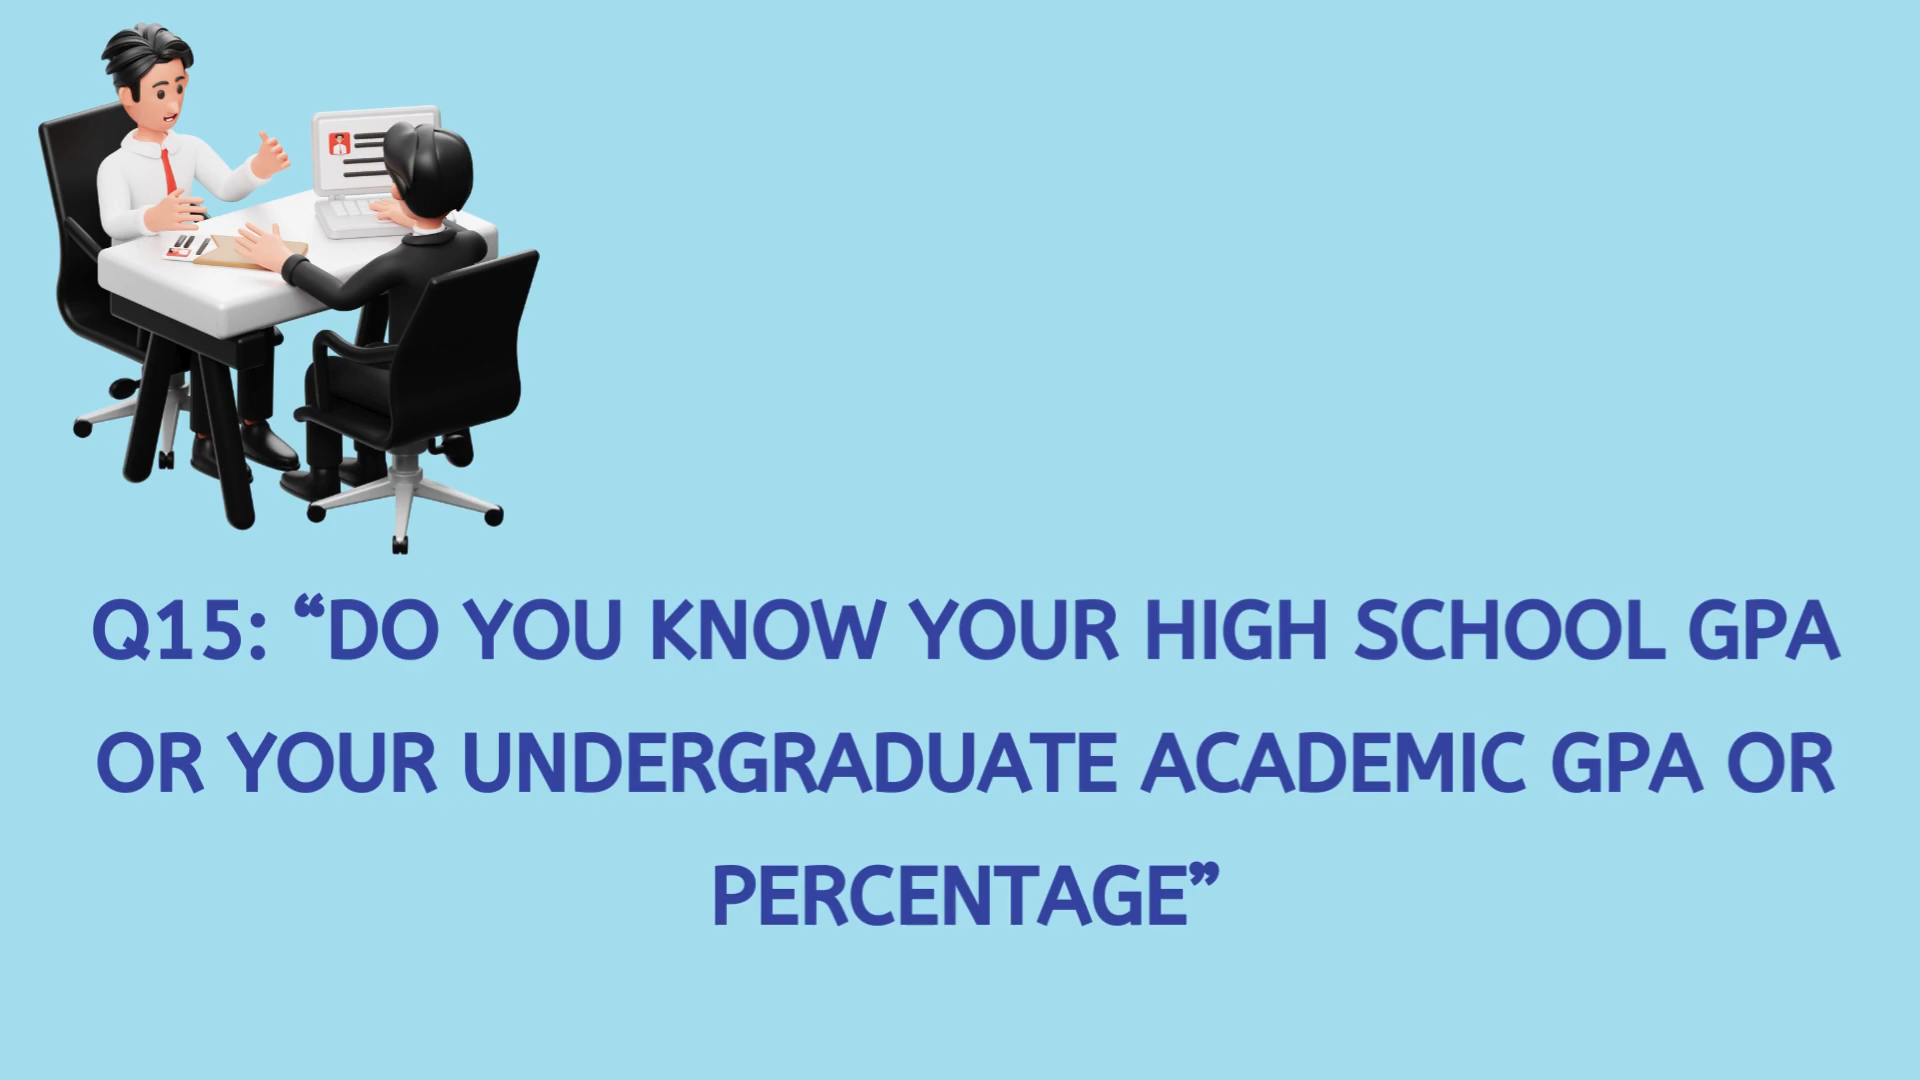 Q15: “DO YOU KNOW YOUR HIGH SCHOOL GPA
OR YOUR UNDERGRADUATE ACADEMIC GPA OR
PERCENTAGE”